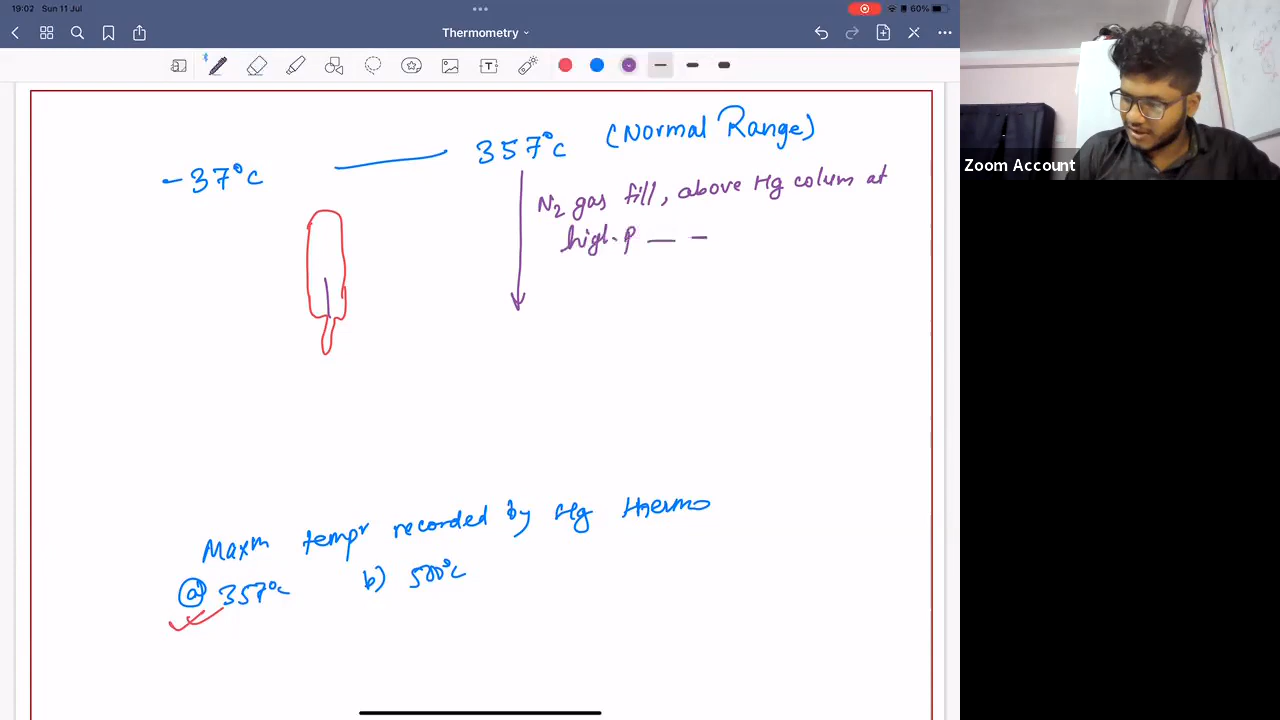 19:02 Sun 11 Jul
60%
Thermometry
T
Zoom Account
-37°C — 357°C (Normal Range)
N2 gas fill, above Hg colum at
high. P — -
Maxm tempr recorded by Hg thermo
a) 357°C b) 500°C